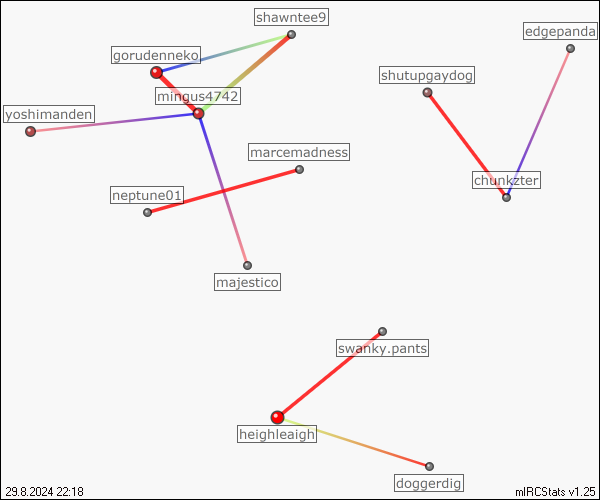 shawntee9
edgepanda
gorudenneko
shutupgaydog
mingus4742
yoshimanden
marcemadness
chunkzter
neptune01
majestico
swanky.pants
heighleaigh
doggerdig
29.8.2024 22:18
mIRCStats v1.25